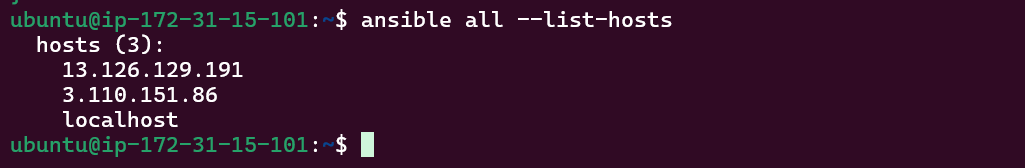 ubuntu@ip-172-31-15-101:~$ ansible all --list-hosts
  hosts (3):
    13.126.129.191
    3.110.151.86
    localhost
ubuntu@ip-172-31-15-101:~$